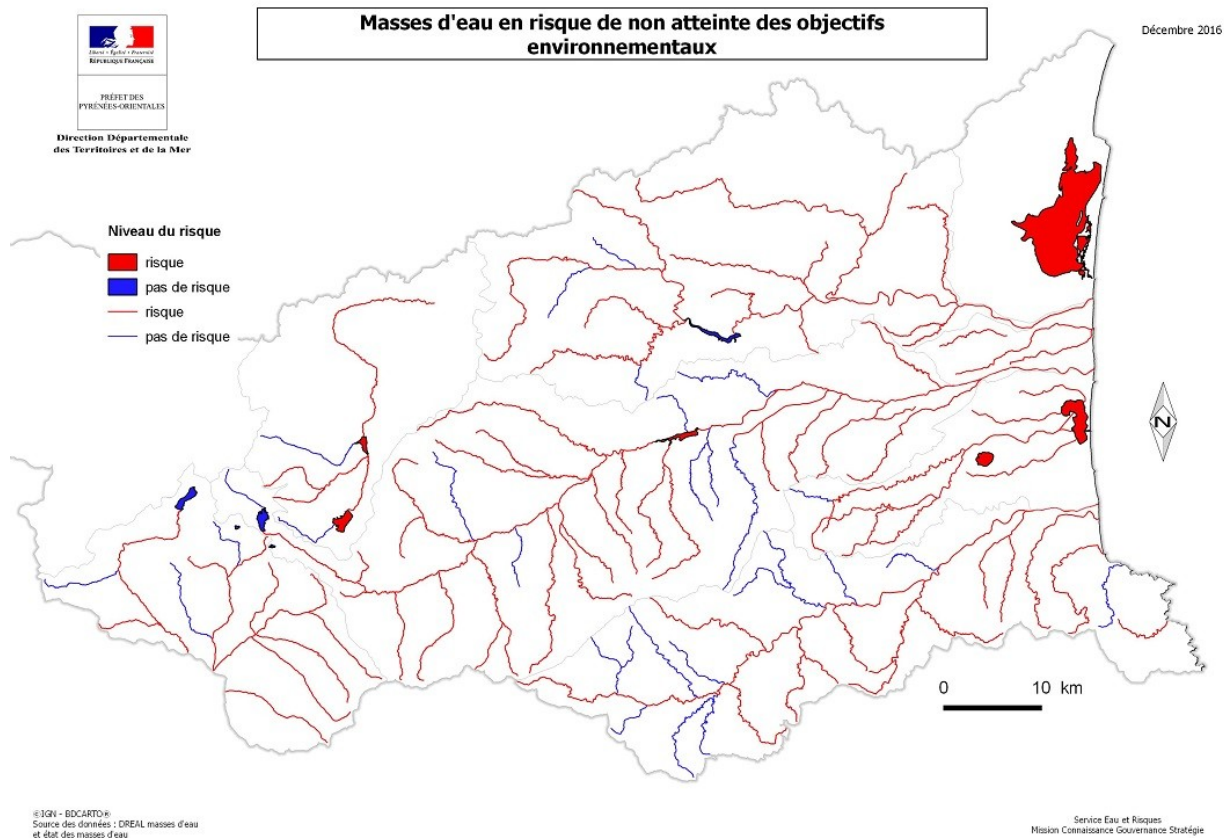 Masses d'eau en risque de non atteinte des objectifs
environnementaux
Décembre 2016
Liberté • Égalité • Fraternité
RÉPUBLIQUE FRANÇAISE
PRÉFET DES
PYRÉNÉES-ORIENTALES
Direction Départementale
des Territoires et de la Mer
Niveau du risque
risque
pas de risque
risque
pas de risque
N
0 10 km
©IGN - BDCARTO®
Source des données : DREAL masses d'eau
et état des masses d'eau
Service Eau et Risques
Mission Connaissance Gouvernance Stratégie